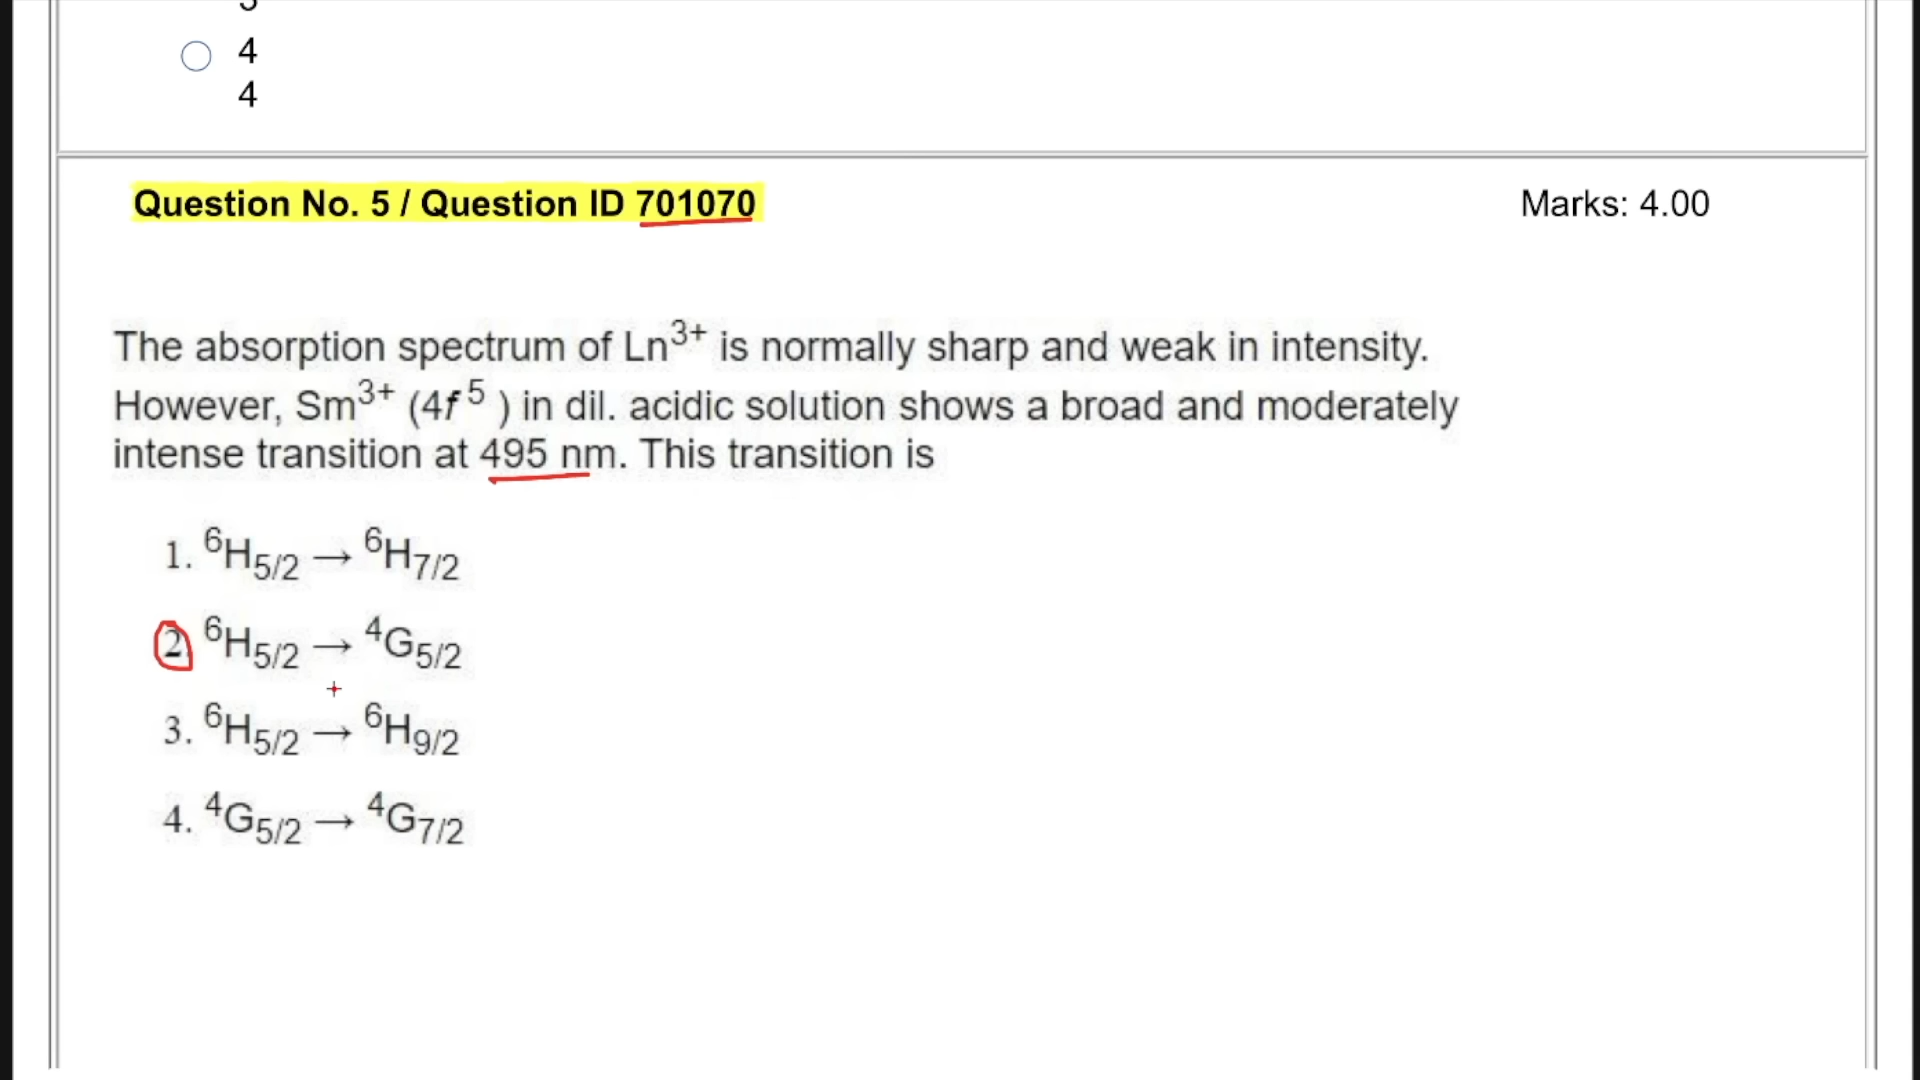 4
4
Question No. 5 / Question ID 701070
Marks: 4.00
The absorption spectrum of Ln³⁺ is normally sharp and weak in intensity.
However, Sm³⁺ (4f ⁵ ) in dil. acidic solution shows a broad and moderately
intense transition at 495 nm. This transition is
1. ⁶H₅/₂ → ⁶H₇/₂
2. ⁶H₅/₂ → ⁴G₅/₂
3. ⁶H₅/₂ → ⁶H₉/₂
4. ⁴G₅/₂ → ⁴G₇/₂